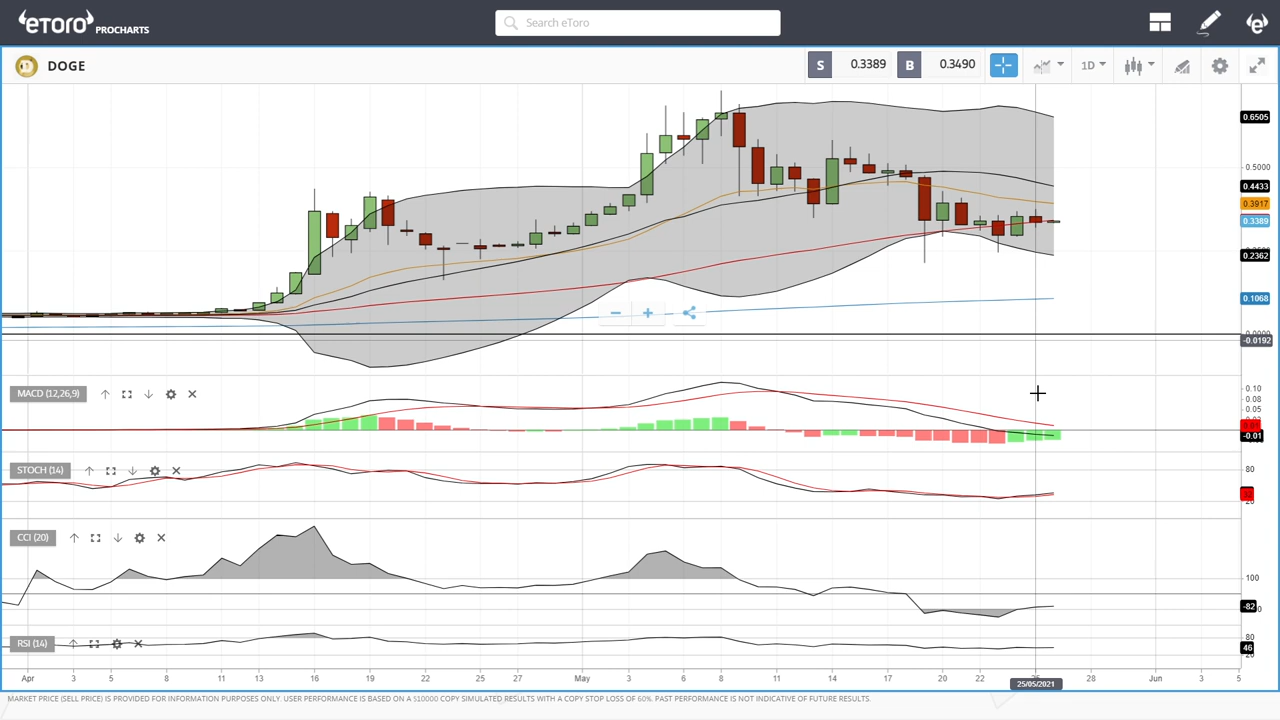 eToro PROCHARTS
Search eToro
DOGE
S 0.3389 B 0.3490 1D
0.6505
0.5000
0.4433
0.3917
0.3389
0.2362
0.1068
0.0000
-0.0192
MACD (12,26,9)
0.10
0.08
0.05
-0.01
STOCH (14)
80
CCI (20)
100
-82
RSI (14)
80
46
Apr 3 5 8 11 13 16 19 22 25 27 May 3 6 8 11 14 17 20 22 28 Jun 3 5
25/05/2021
MARKET PRICE (SELL PRICE) IS PROVIDED FOR INFORMATION PURPOSES ONLY. USER PERFORMANCE IS BASED ON A $10000 COPY SIMULATED RESULTS WITH A COPY STOP LOSS OF 60%. PAST PERFORMANCE IS NOT INDICATIVE OF FUTURE RESULTS.